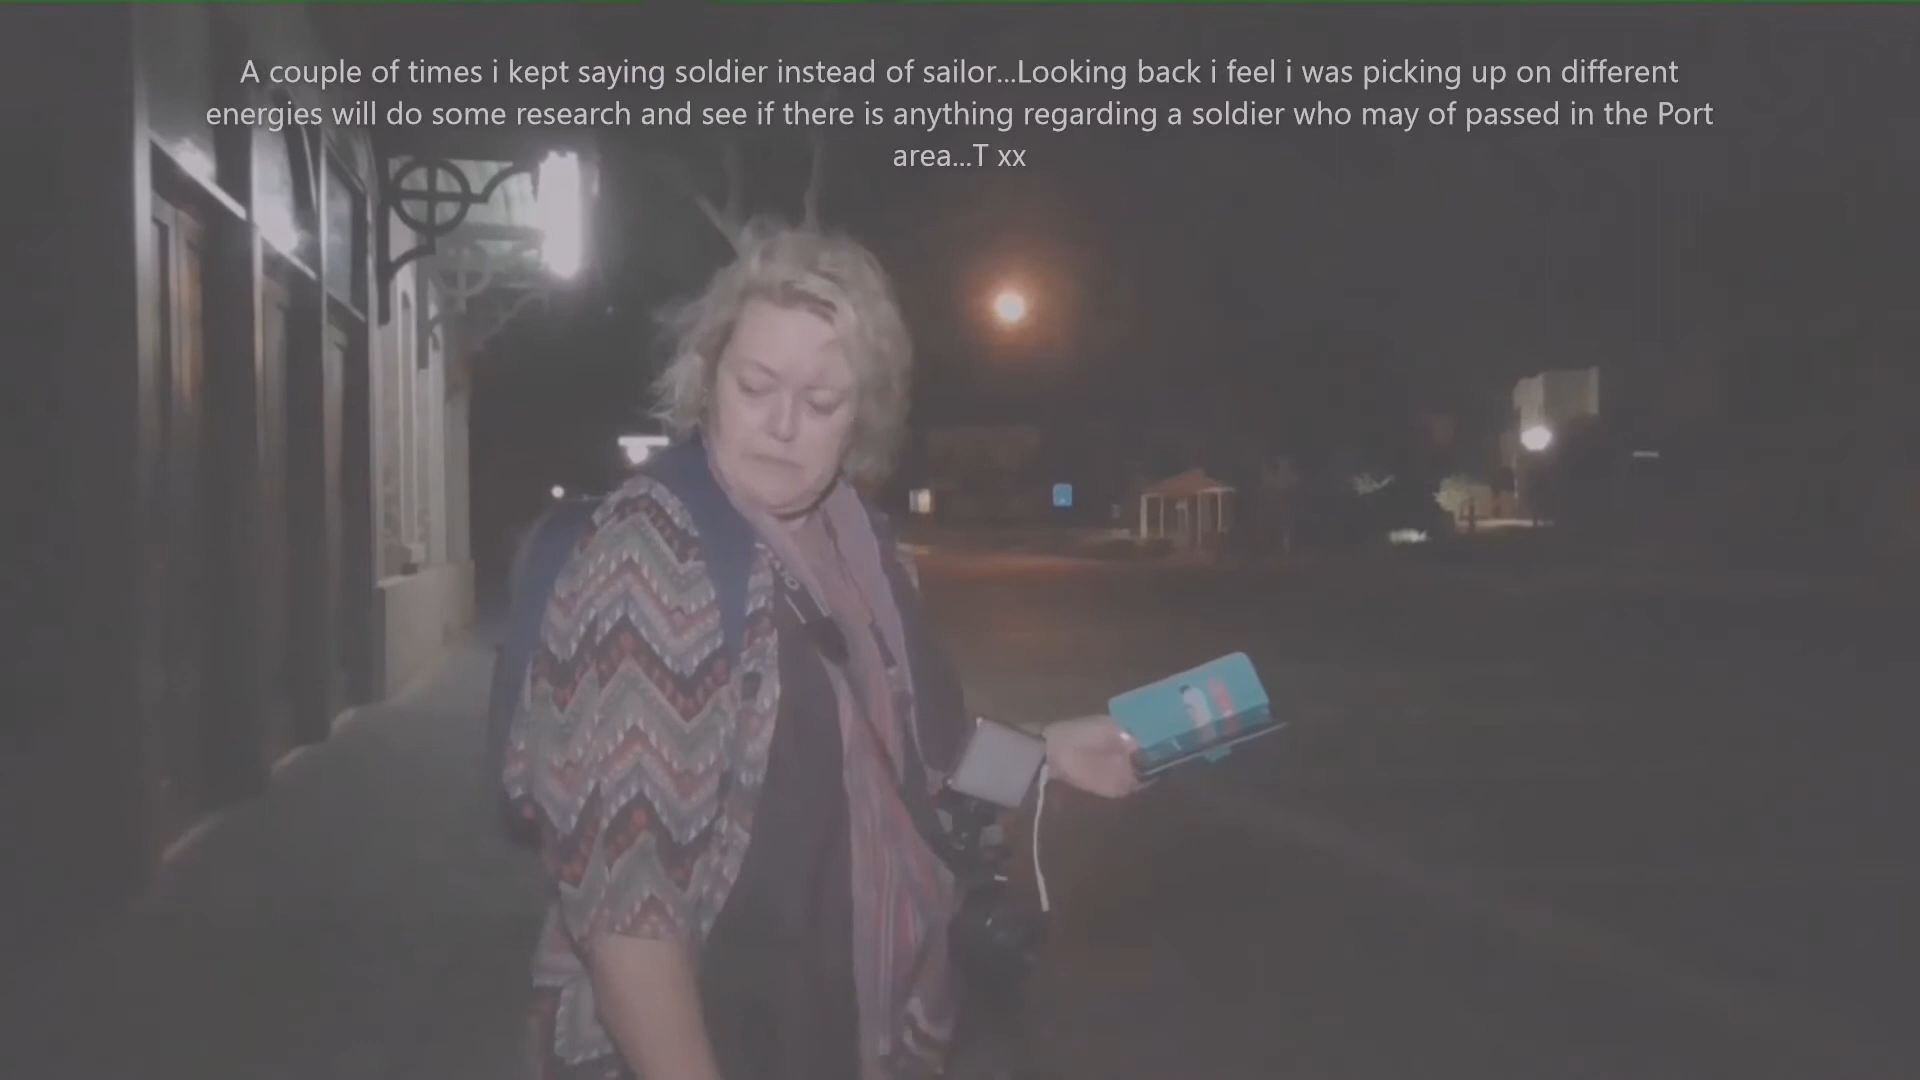 A couple of times i kept saying soldier instead of sailor...Looking back i feel i was picking up on different
energies will do some research and see if there is anything regarding a soldier who may of passed in the Port
area...T xx